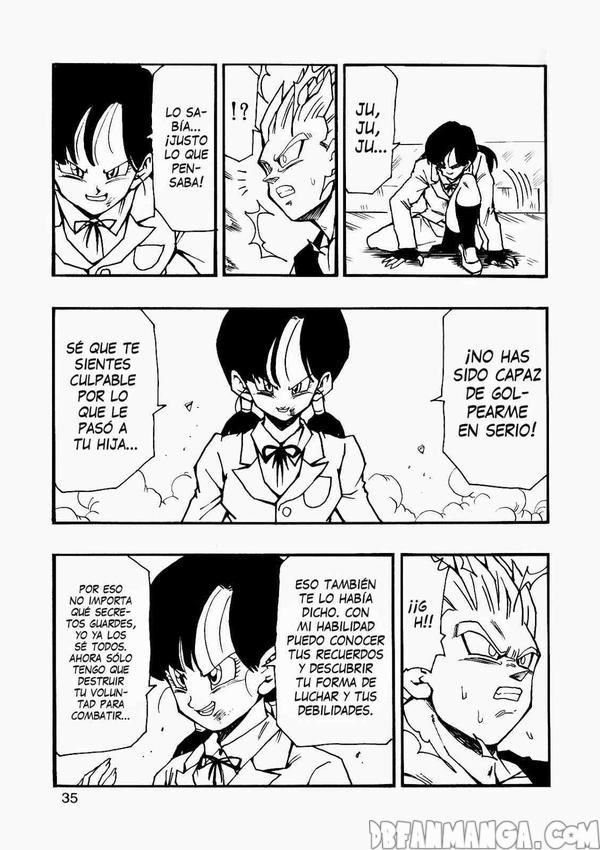 JU,
JU,
JU...
!?
LO SA-
BÍA...
¡JUSTO
LO QUE
PEN-
SABA!
¡NO HAS
SIDO CAPAZ
DE GOL-
PEARME
EN SERIO!
SÉ QUE TE
SIENTES
CULPABLE
POR LO
QUE LE
PASÓ A
TU HIJA...
¡¡G
H!!
ESO TAMBIÉN
TE LO HABÍA
DICHO. CON
MI HABILIDAD
PUEDO CONOCER
TUS RECUERDOS
Y DESCUBRIR
TU FORMA DE
LUCHAR Y TUS
DEBILIDADES.
POR ESO
NO IMPORTA
QUÉ SECRE-
TOS GUARDES,
YO YA LOS
SÉ TODOS.
AHORA SÓLO
TENGO QUE
DESTRUIR
TU VOLUN-
TAD PARA
COMBATIR...
35
DBFANMANGA.COM